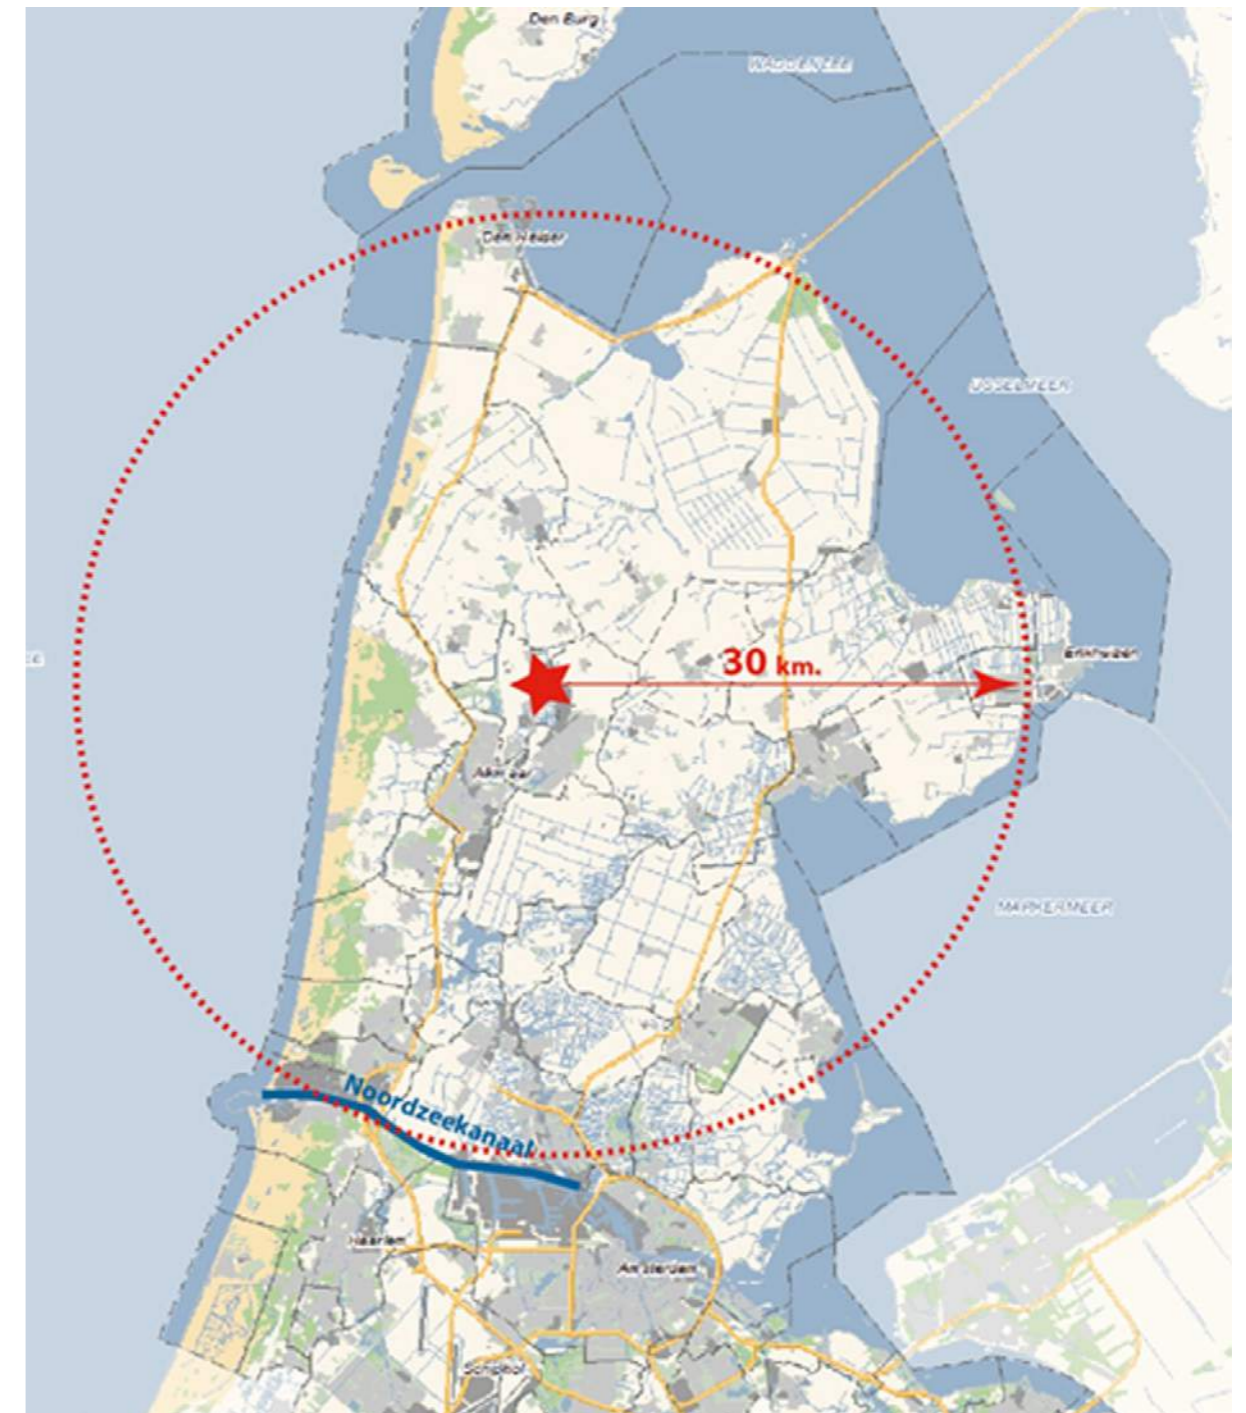 Den Burg
WADDENZEE
Den Helder
IJSSELMEER
30 km.
Enkhuizen
Alkmaar
MARKERMEER
Noordzeekanaal
Haarlem
Amsterdam
Schiphol